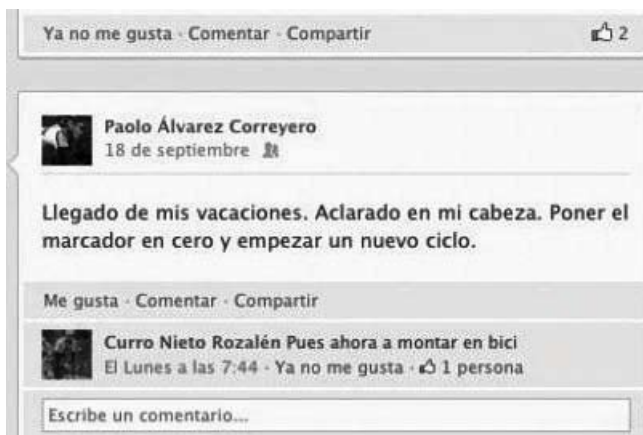 Ya no me gusta · Comentar · Compartir 2
Paolo Álvarez Correyero
18 de septiembre
Llegado de mis vacaciones. Aclarado en mi cabeza. Poner el
marcador en cero y empezar un nuevo ciclo.
Me gusta · Comentar · Compartir
Curro Nieto Rozalén Pues ahora a montar en bici
El Lunes a las 7:44 · Ya no me gusta · 1 persona
Escribe un comentario...